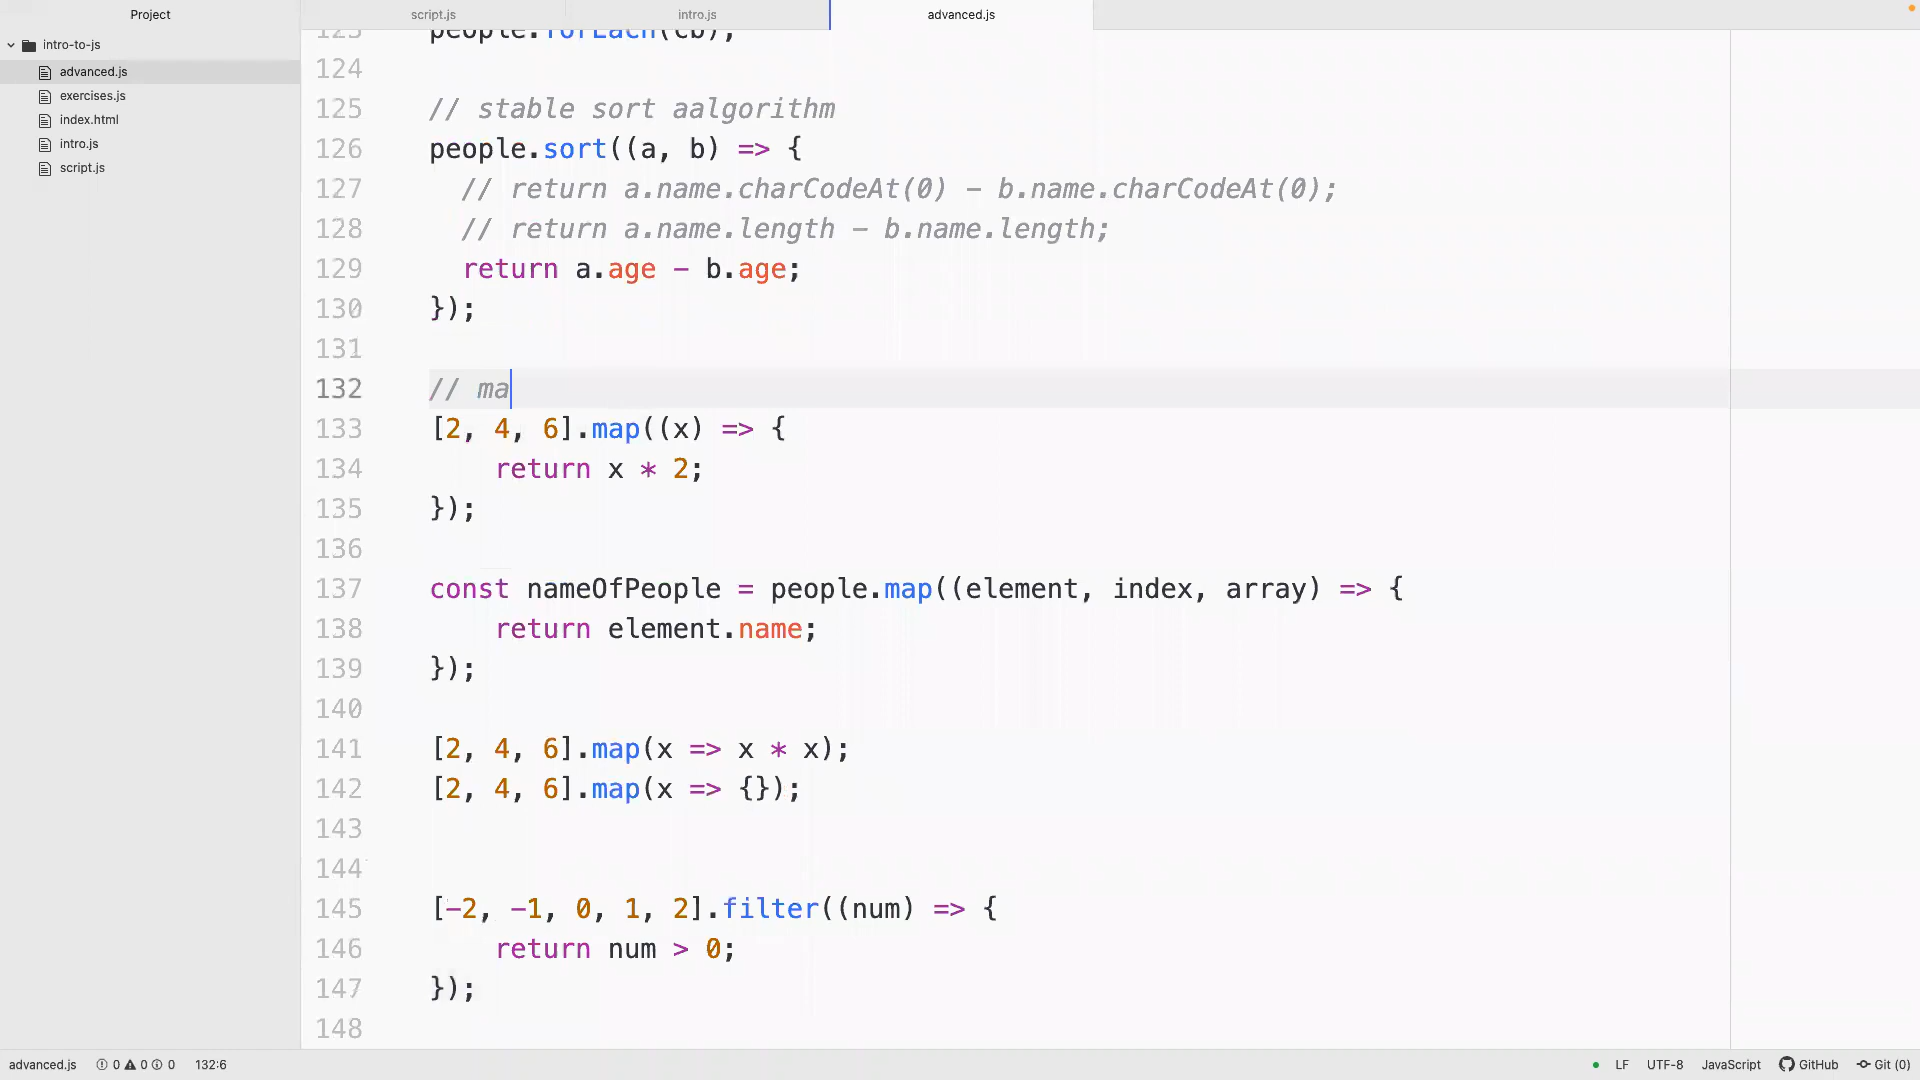 Project
script.js
intro.js
advanced.js
intro-to-js
advanced.js
exercises.js
index.html
intro.js
script.js
123 people.forEach(cb);
124
125 // stable sort aalgorithm
126 people.sort((a, b) => {
127 // return a.name.charCodeAt(0) - b.name.charCodeAt(0);
128 // return a.name.length - b.name.length;
129 return a.age - b.age;
130 });
131
132 // ma
133 [2, 4, 6].map((x) => {
134 return x * 2;
135 });
136
137 const nameOfPeople = people.map((element, index, array) => {
138 return element.name;
139 });
140
141 [2, 4, 6].map(x => x * x);
142 [2, 4, 6].map(x => {});
143
144
145 [-2, -1, 0, 1, 2].filter((num) => {
146 return num > 0;
147 });
148
advanced.js 0 0 0 132:6 LF UTF-8 JavaScript GitHub Git (0)